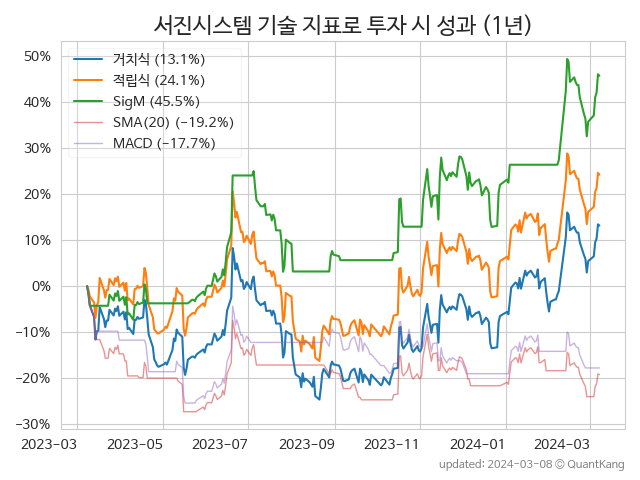 서진시스템 기술 지표로 투자 시 성과 (1년)
거치식 (13.1%)
적립식 (24.1%)
SigM (45.5%)
SMA(20) (−19.2%)
MACD (−17.7%)
50%
40%
30%
20%
10%
0%
−10%
−20%
−30%
2023−03 2023−05 2023−07 2023−09 2023−11 2024−01 2024−03
updated: 2024−03−08 © QuantKang